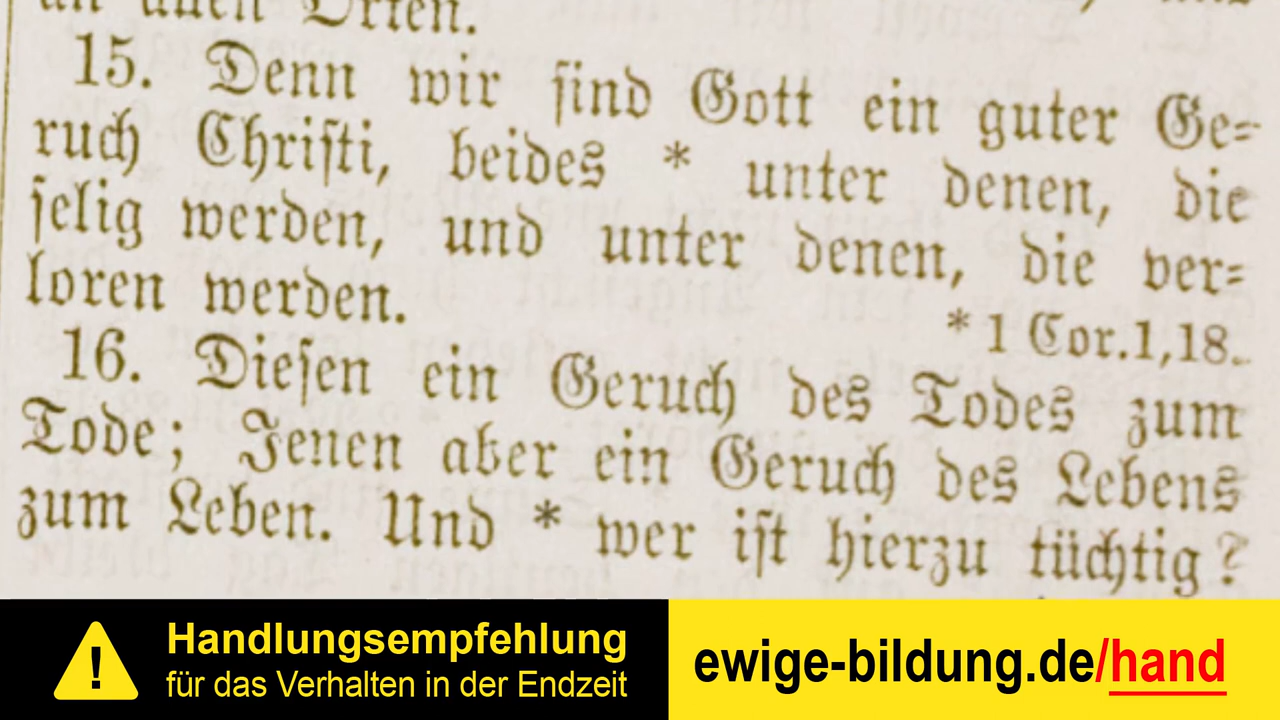 an allen Orten.
15. Denn wir ſind Gott ein guter Ge=
ruch Chriſti, beides * unter denen, die
ſelig werden, und unter denen, die ver=
loren werden.
* 1 Cor.1,18.
16. Dieſen ein Geruch des Todes zum
Tode; Jenen aber ein Geruch des Lebens
zum Leben. Und * wer iſt hierzu tüchtig?
! Handlungsempfehlung
für das Verhalten in der Endzeit
ewige-bildung.de/hand